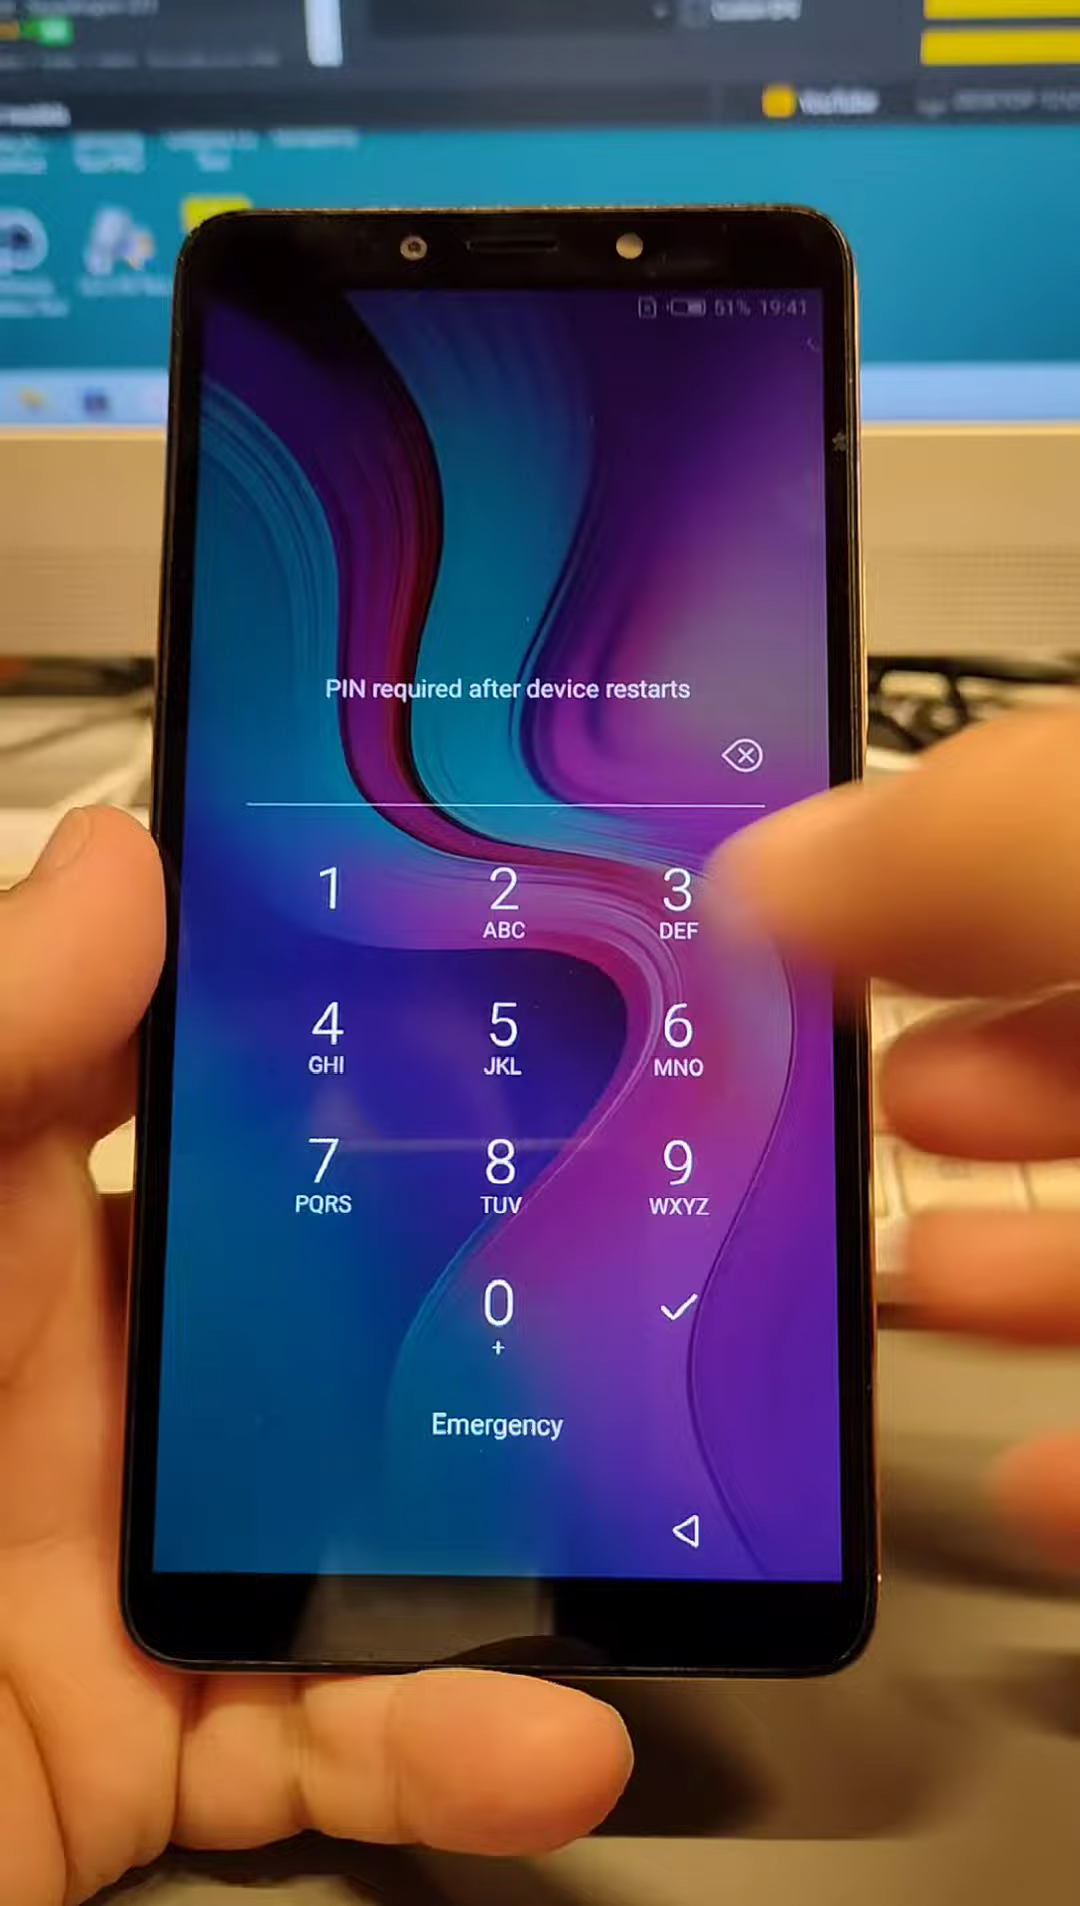 YouTube
51% 19:41
PIN required after device restarts
1
2
3
ABC
DEF
4
5
6
GHI
JKL
MNO
7
8
9
PQRS
TUV
WXYZ
0
+
Emergency